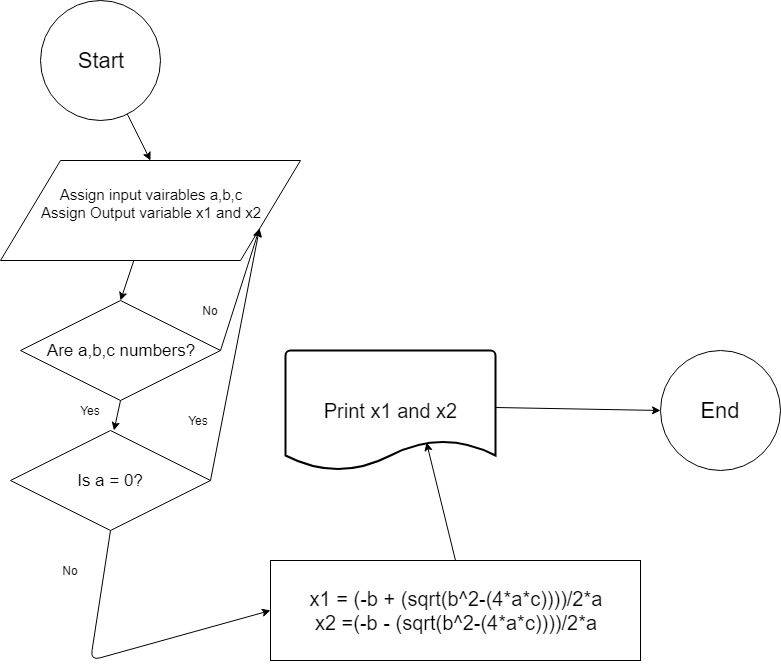 Start
Assign input vairables a,b,c
Assign Output variable x1 and x2
No
Are a,b,c numbers?
Yes
Yes
Is a = 0?
No
x1 = (-b + (sqrt(b^2-(4*a*c))))/2*a
x2 =(-b - (sqrt(b^2-(4*a*c))))/2*a
Print x1 and x2
End